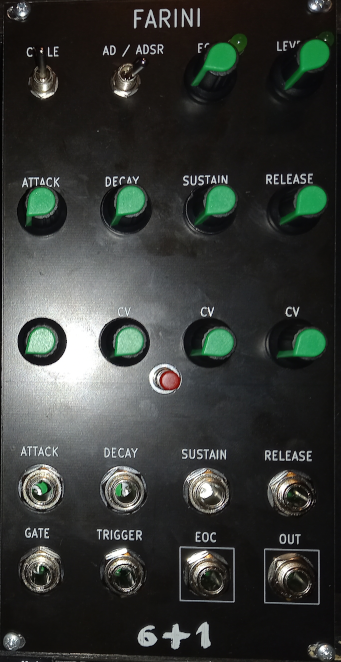 FARINI
AD / ADSR
ATTACK DECAY SUSTAIN RELEASE
CV CV CV
ATTACK DECAY SUSTAIN RELEASE
GATE TRIGGER EOC OUT
6+1